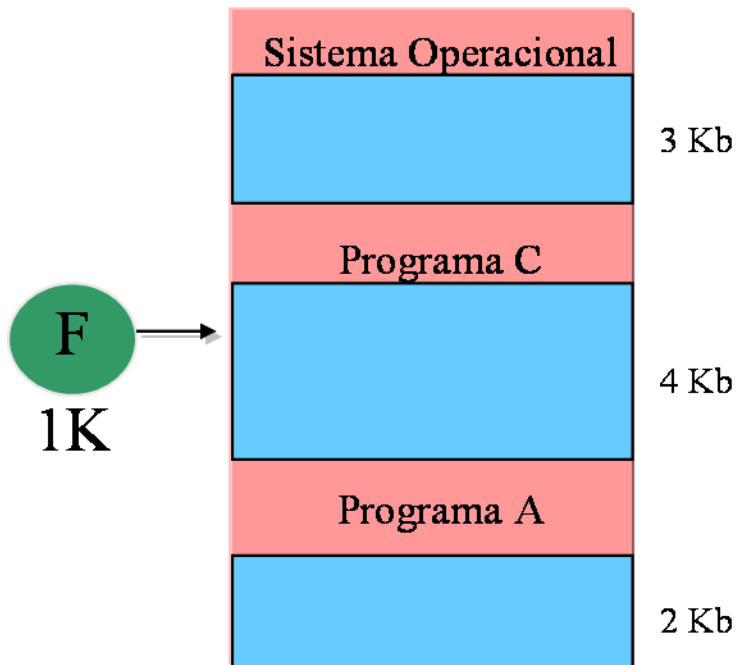 Sistema Operacional
3 Kb
Programa C
F
1K
4 Kb
Programa A
2 Kb